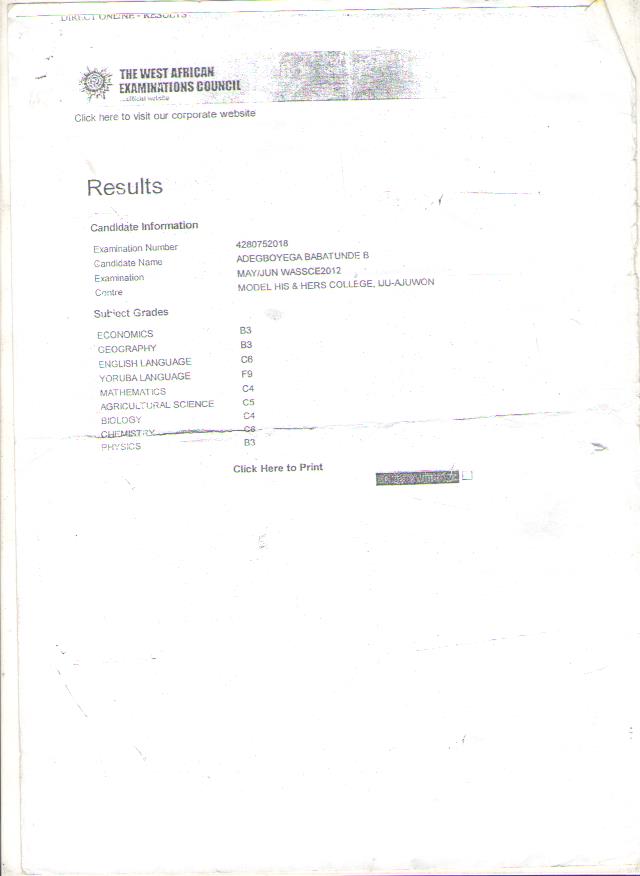 DIRECT ONLINE - RESULTS
THE WEST AFRICAN
EXAMINATIONS COUNCIL
...official website
Click here to visit our corporate website
Results
Candidate Information
Examination Number 4280752018
Candidate Name ADEGBOYEGA BABATUNDE B
Examination MAY/JUN WASSCE2012
Centre MODEL HIS & HERS COLLEGE, IJU-AJUWON
Subject Grades
ECONOMICS B3
GEOGRAPHY B3
ENGLISH LANGUAGE C6
YORUBA LANGUAGE F9
MATHEMATICS C4
AGRICULTURAL SCIENCE C5
BIOLOGY C4
CHEMISTRY C6
PHYSICS B3
Click Here to Print